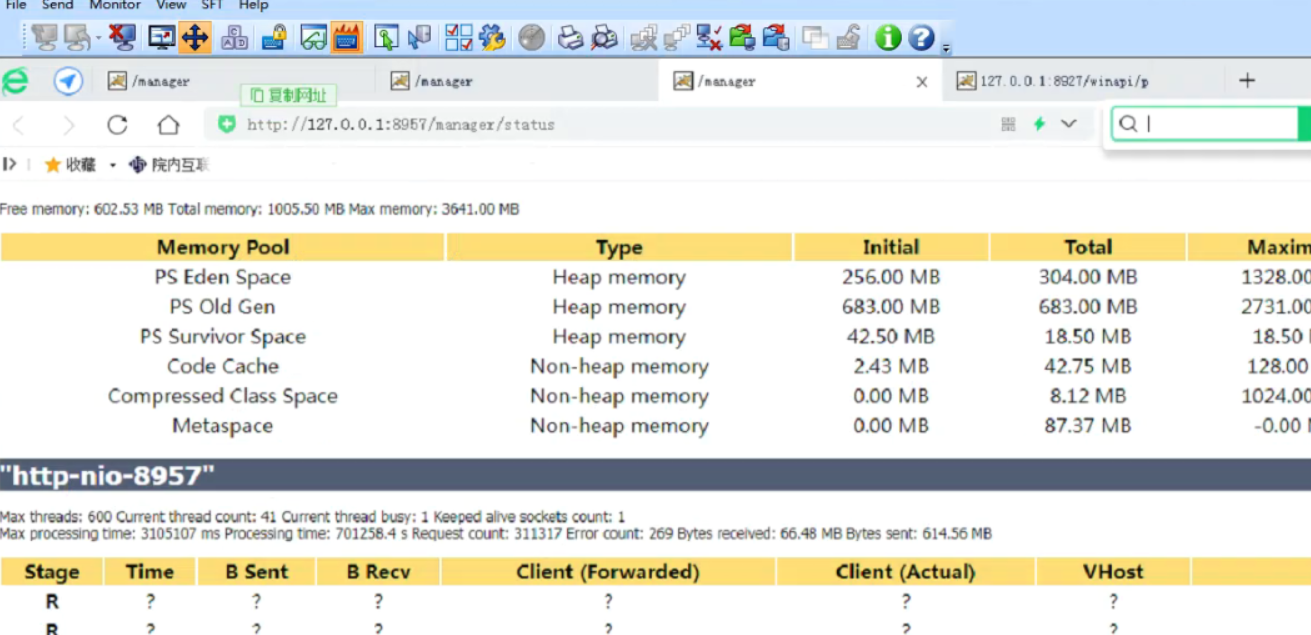 File Send Monitor View SFT Help
/manager /manager /manager 127.0.0.1:8927/winapi/p
复制网址
http://127.0.0.1:8957/manager/status
收藏 院内互联
Free memory: 602.53 MB Total memory: 1005.50 MB Max memory: 3641.00 MB
Memory Pool Type Initial Total Maxim
PS Eden Space Heap memory 256.00 MB 304.00 MB 1328.00
PS Old Gen Heap memory 683.00 MB 683.00 MB 2731.00
PS Survivor Space Heap memory 42.50 MB 18.50 MB 18.50
Code Cache Non-heap memory 2.43 MB 42.75 MB 128.00
Compressed Class Space Non-heap memory 0.00 MB 8.12 MB 1024.00
Metaspace Non-heap memory 0.00 MB 87.37 MB -0.00
"http-nio-8957"
Max threads: 600 Current thread count: 41 Current thread busy: 1 Keeped alive sockets count: 1
Max processing time: 3105107 ms Processing time: 701258.4 s Request count: 311317 Error count: 269 Bytes received: 66.48 MB Bytes sent: 614.56 MB
Stage Time B Sent B Recv Client (Forwarded) Client (Actual) VHost
R ? ? ? ? ? ?
R ? ? ? ? ? ?